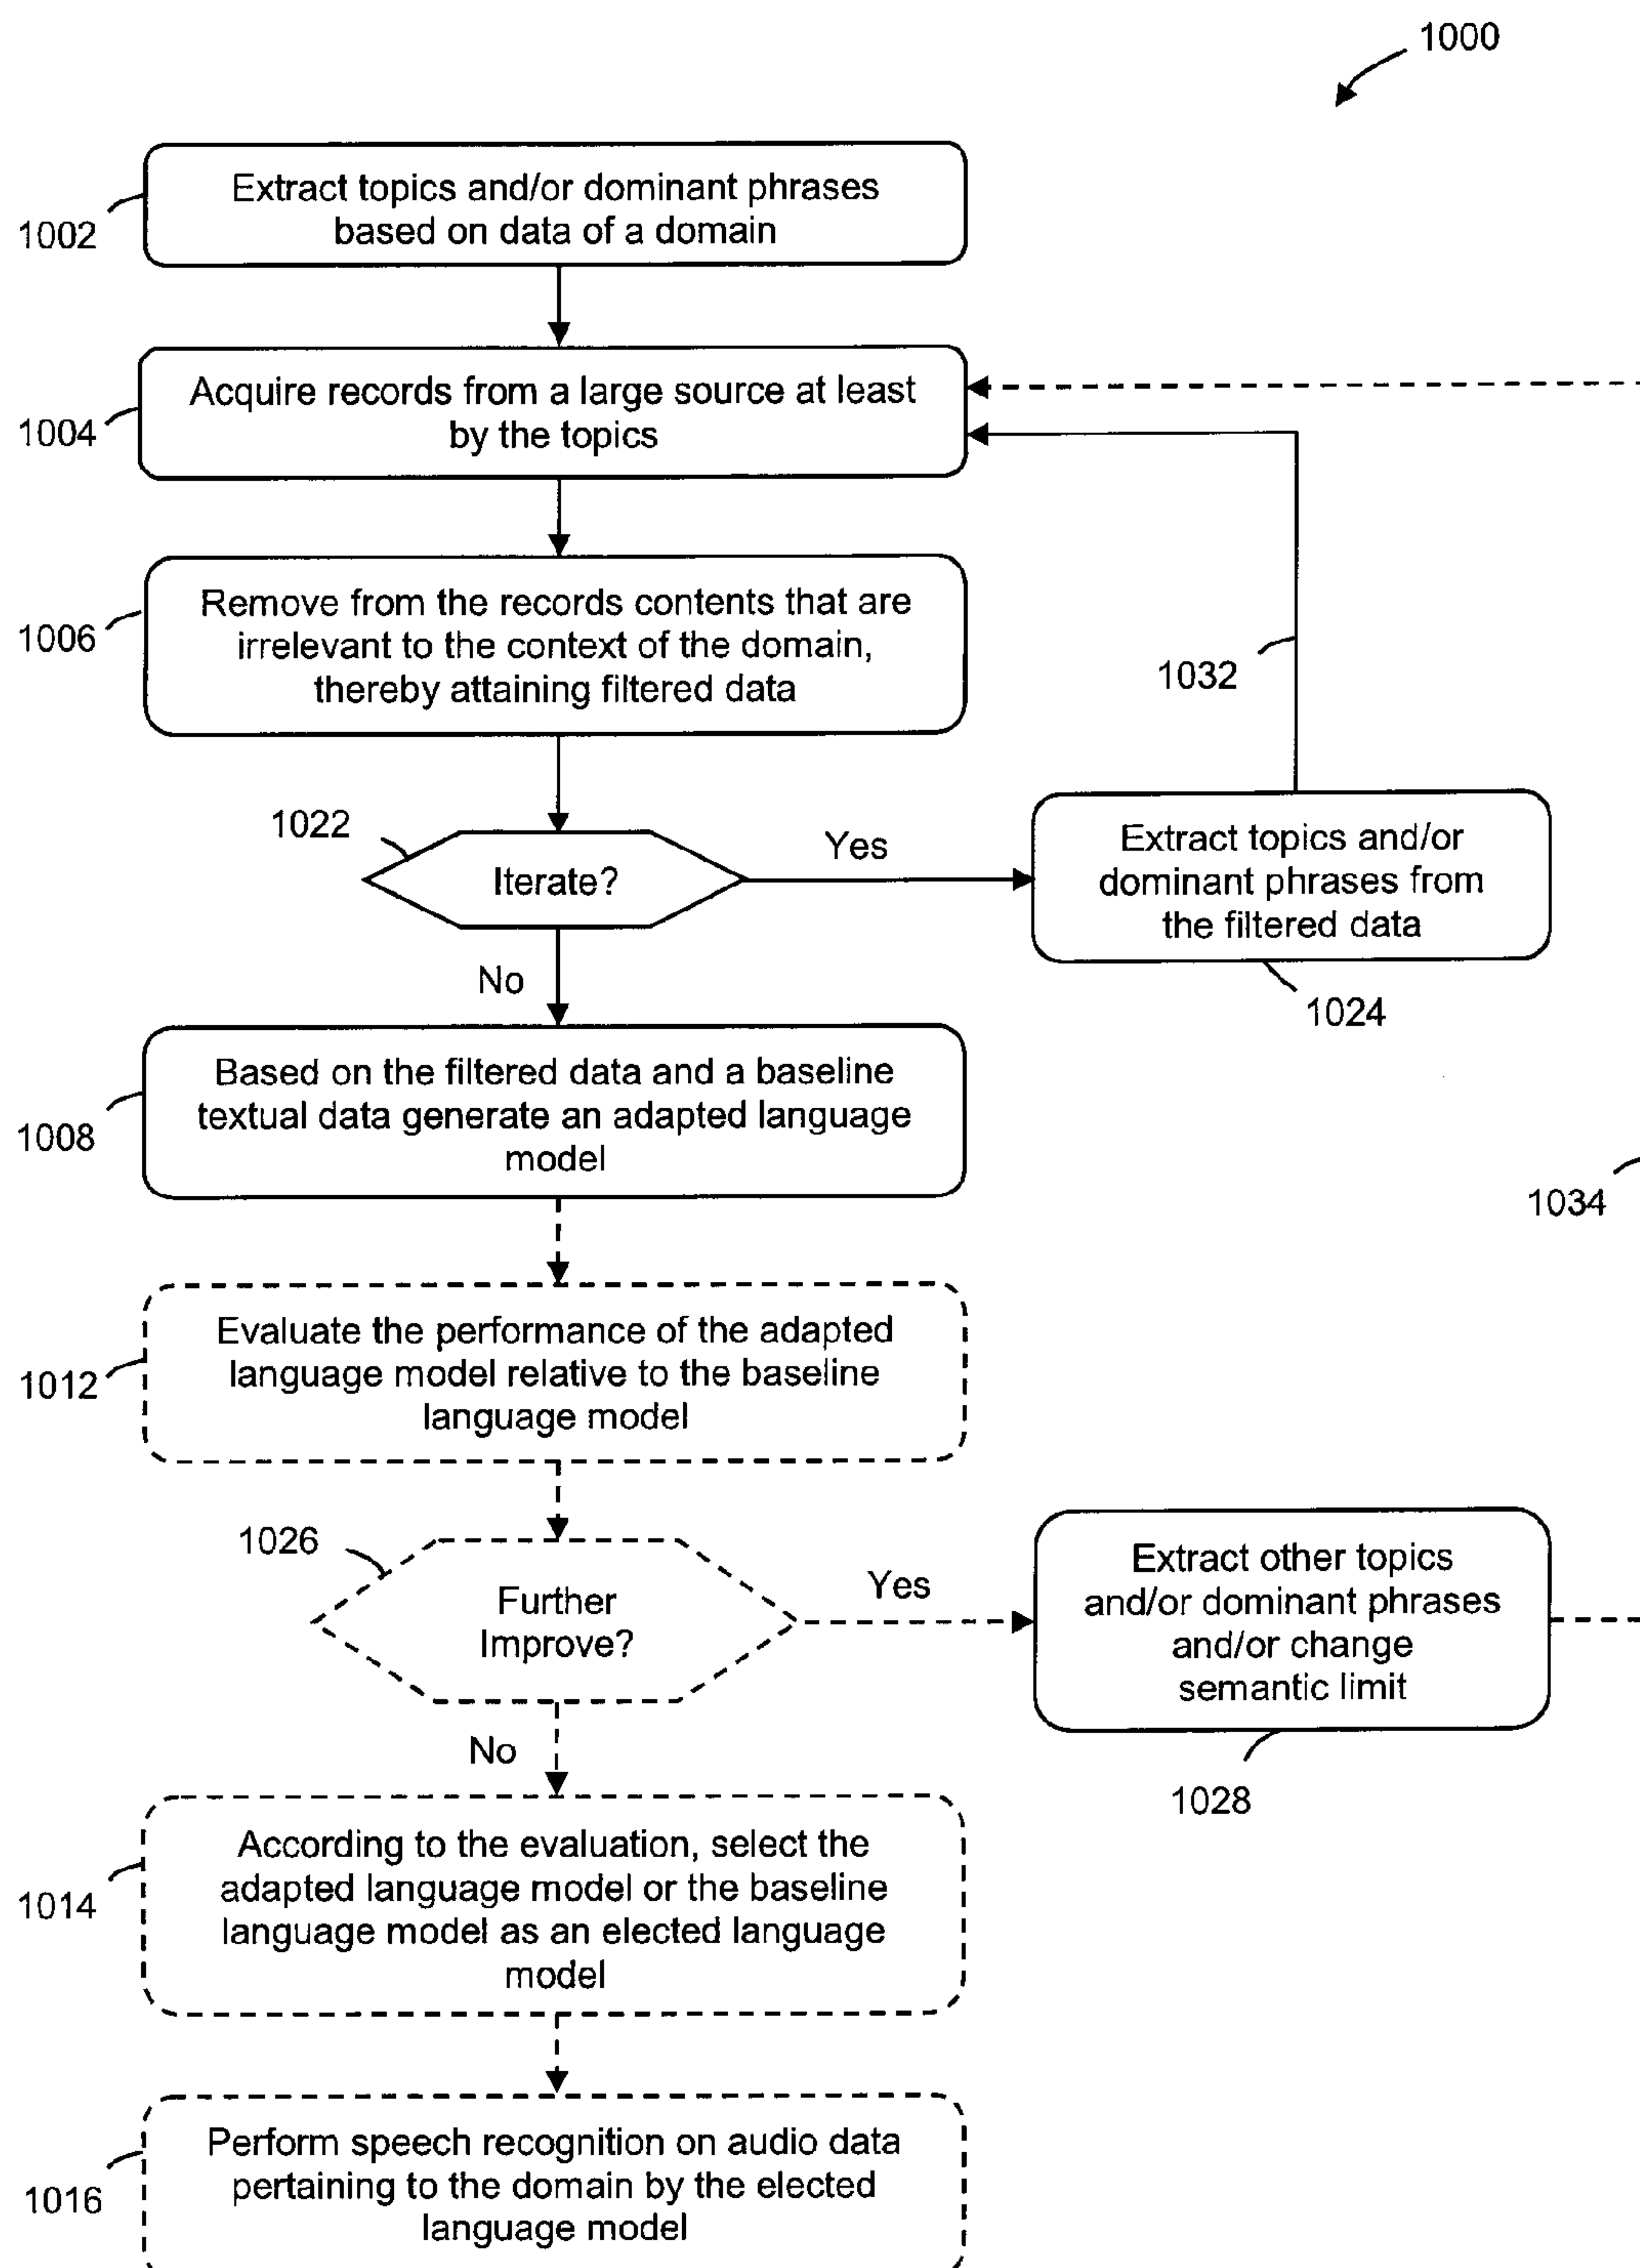 1000
Extract topics and/or dominant phrases
based on data of a domain
1002
Acquire records from a large source at least
by the topics
1004
Remove from the records contents that are
irrelevant to the context of the domain,
thereby attaining filtered data
1006
1032
1022
Iterate?
Yes
Extract topics and/or
dominant phrases from
the filtered data
1024
No
Based on the filtered data and a baseline
textual data generate an adapted language
model
1008
1034
Evaluate the performance of the adapted
language model relative to the baseline
language model
1012
1026
Further
Improve?
Yes
Extract other topics
and/or dominant phrases
and/or change
semantic limit
1028
No
According to the evaluation, select the
adapted language model or the baseline
language model as an elected language
model
1014
Perform speech recognition on audio data
pertaining to the domain by the elected
language model
1016